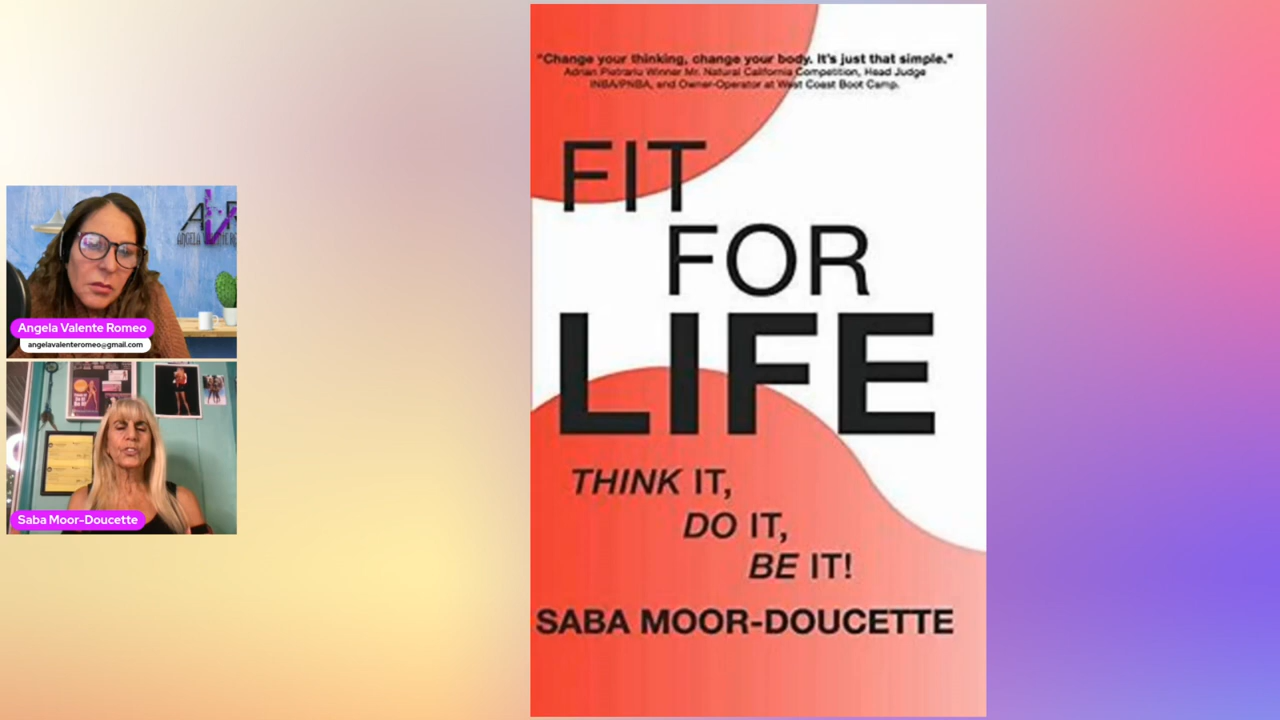 Angela Valente Romeo
angelavalenteromeo@gmail.com
Saba Moor-Doucette
"Change your thinking, change your body. It's just that simple."
Adrian Pietrariu Winner Mr. Natural California Competition, Head Judge
INBA/PNBA, and Owner-Operator at West Coast Boot Camp.
FIT
FOR
LIFE
THINK IT,
DO IT,
BE IT!
SABA MOOR-DOUCETTE